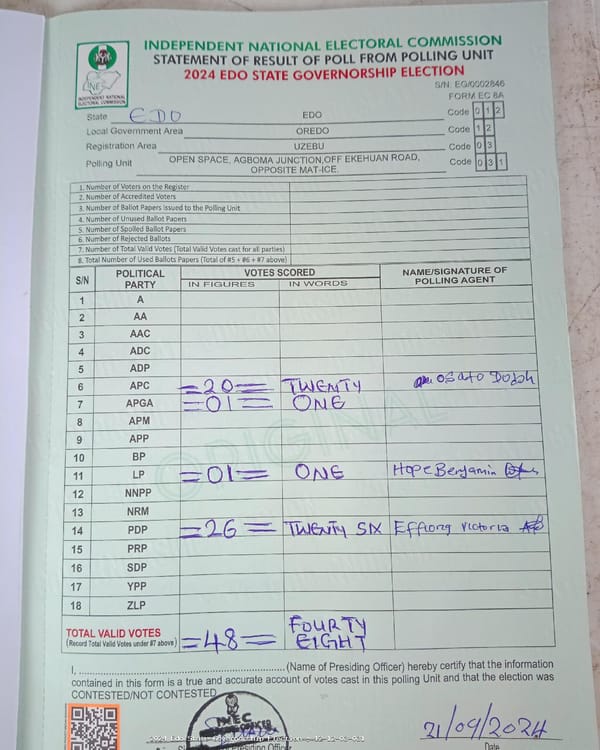 INDEPENDENT NATIONAL ELECTORAL COMMISSION
STATEMENT OF RESULT OF POLL FROM POLLING UNIT
2024 EDO STATE GOVERNORSHIP ELECTION
INDEPENDENT NATIONAL ELECTORAL COMMISSION
S/N: EG/0002846
FORM EC 8A
State EDO EDO Code 0 1 2
Local Government Area OREDO Code 1 2
Registration Area UZEBU Code 0 3
Polling Unit OPEN SPACE, AGBOMA JUNCTION,OFF EKEHUAN ROAD, OPPOSITE MAT-ICE. Code 0 3 1
1. Number of Voters on the Register
2. Number of Accredited Voters
3. Number of Ballot Papers Issued to the Polling Unit
4. Number of Unused Ballot Papers
5. Number of Spoiled Ballot Papers
6. Number of Rejected Ballots
7. Number of Total Valid Votes (Total Valid Votes cast for all parties)
8. Total Number of Used Ballots Papers (Total of #5 + #6 + #7 above)
S/N POLITICAL PARTY VOTES SCORED NAME/SIGNATURE OF POLLING AGENT
IN FIGURES IN WORDS
1 A
2 AA
3 AAC
4 ADC
5 ADP
6 APC =20= TWENTY osato
7 APGA =01= ONE
8 APM
9 APP
10 BP
11 LP =01= ONE Hope Benjamin
12 NNPP
13 NRM
14 PDP =26= TWENTY SIX Effiong Victoria
15 PRP
16 SDP
17 YPP
18 ZLP
ORIGINAL
TOTAL VALID VOTES =48= FOURTY EIGHT
(Record Total Valid Votes under #7 above)
I, (Name of Presiding Officer) hereby certify that the information
contained in this form is a true and accurate account of votes cast in this polling Unit and that the election was
CONTESTED/NOT CONTESTED
INEC
21/09/2024
Presiding Officer